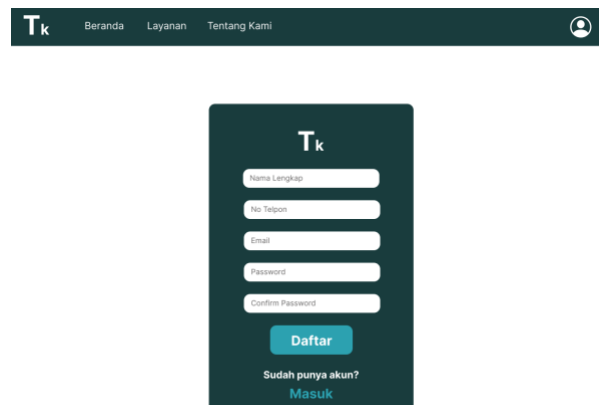 Tk Beranda Layanan Tentang Kami
Tk
Nama Lengkap
No Telpon
Email
Password
Confirm Password
Daftar
Sudah punya akun?
Masuk